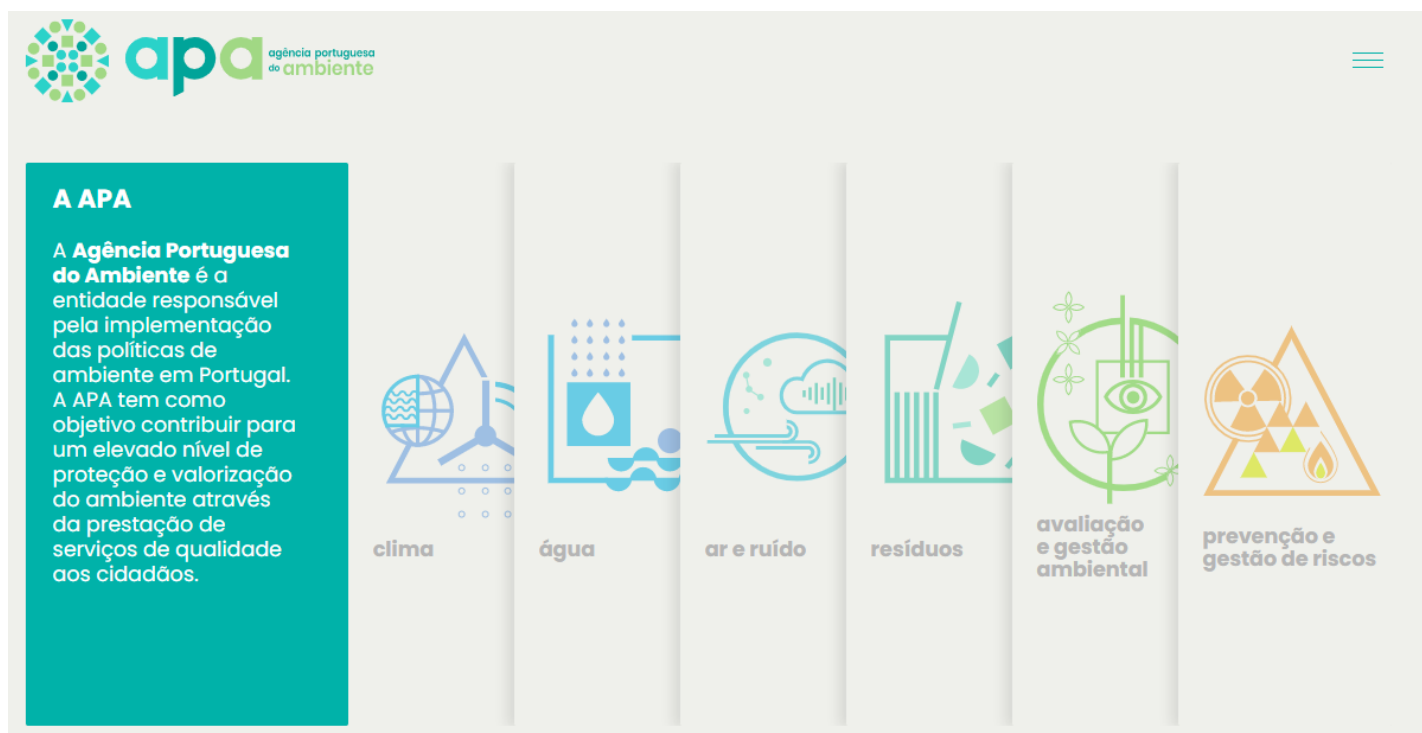 apa
agência portuguesa
do ambiente
A APA
A Agência Portuguesa
do Ambiente é a
entidade responsável
pela implementação
das políticas de
ambiente em Portugal.
A APA tem como
objetivo contribuir para
um elevado nível de
proteção e valorização
do ambiente através
da prestação de
serviços de qualidade
aos cidadãos.
clima
água
ar e ruído
resíduos
avaliação
e gestão
ambiental
prevenção e
gestão de riscos